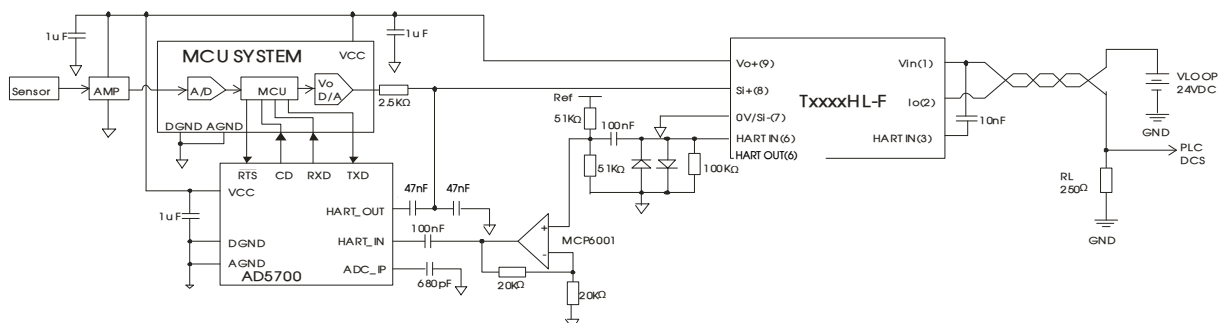 1uF
1uF
MCU SYSTEM
VCC
Sensor
AMP
A/D
MCU
Vo
D/A
2.5KΩ
DGND AGND
RTS CD RXD TXD
VCC
1uF
DGND
AGND
AD5700
HART_OUT
HART_IN
ADC_IP
47nF
47nF
100nF
680pF
MCP6001
+
-
20KΩ
20KΩ
Ref
51KΩ
100nF
51KΩ
100KΩ
Vo+(9)
Si+(8)
0V/Si-(7)
HART IN(6)
HART OUT(6)
TxxxxHL-F
Vin(1)
Io(2)
HART IN(3)
10nF
VLOOP
24VDC
GND
PLC
DCS
RL
250Ω
GND